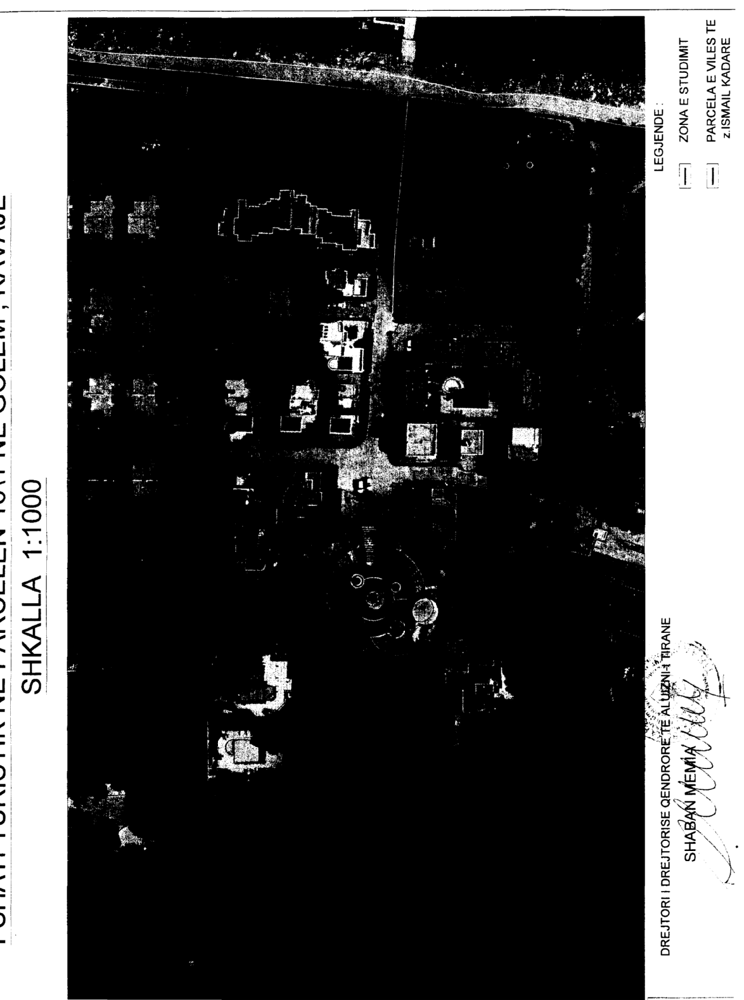 SHKALLA 1:1000
LEGJENDE :
ZONA E STUDIMIT
PARCELA E VILES TE
z.ISMAIL KADARE
DREJTORI I DREJTORISE QENDRORE TE ALUIZNI-t TIRANE
SHABAN MEMIA